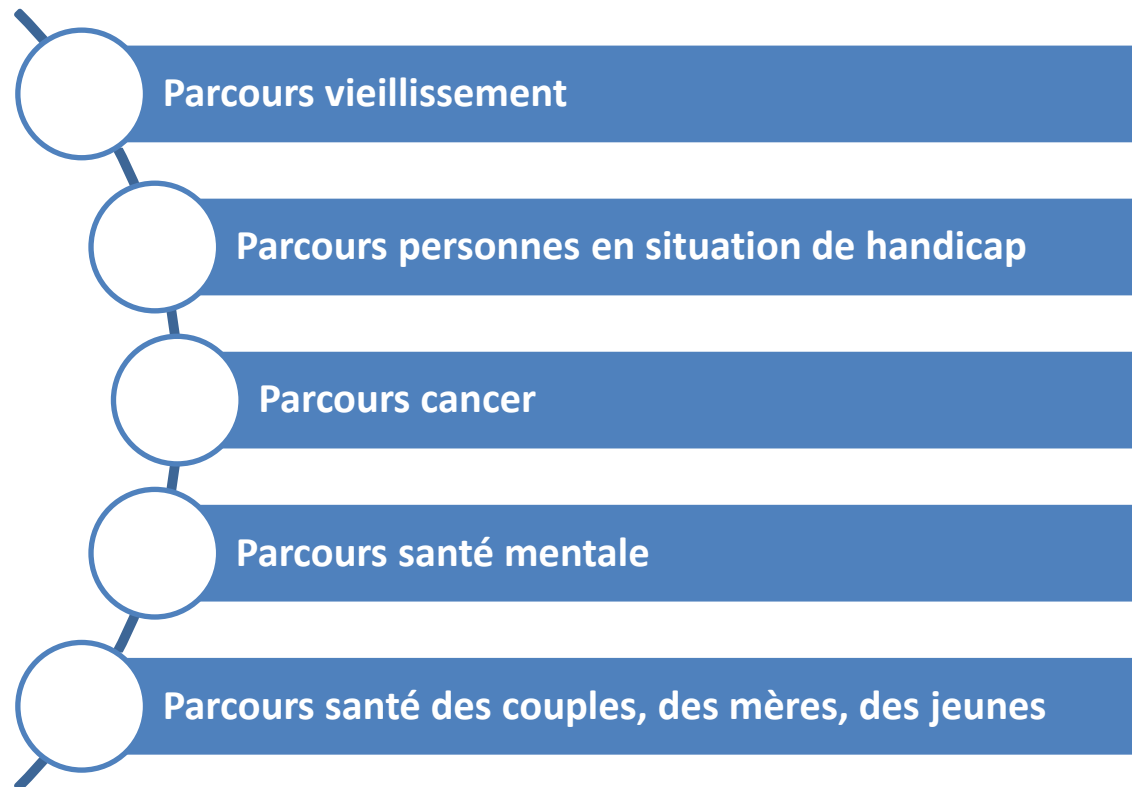 Parcours vieillissement
Parcours personnes en situation de handicap
Parcours cancer
Parcours santé mentale
Parcours santé des couples, des mères, des jeunes